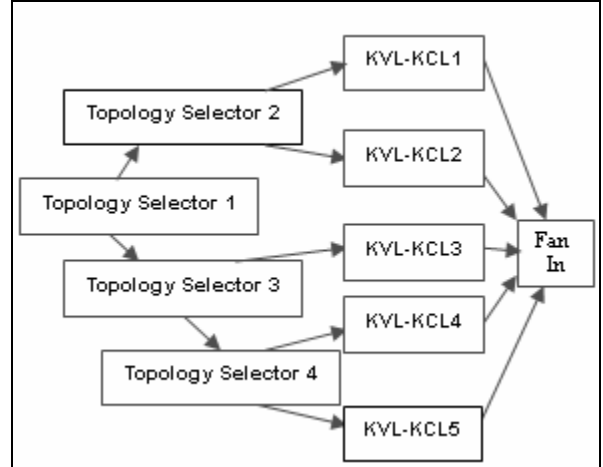 KVL-KCL1
Topology Selector 2
KVL-KCL2
Topology Selector 1
KVL-KCL3
Fan
In
Topology Selector 3
KVL-KCL4
Topology Selector 4
KVL-KCL5